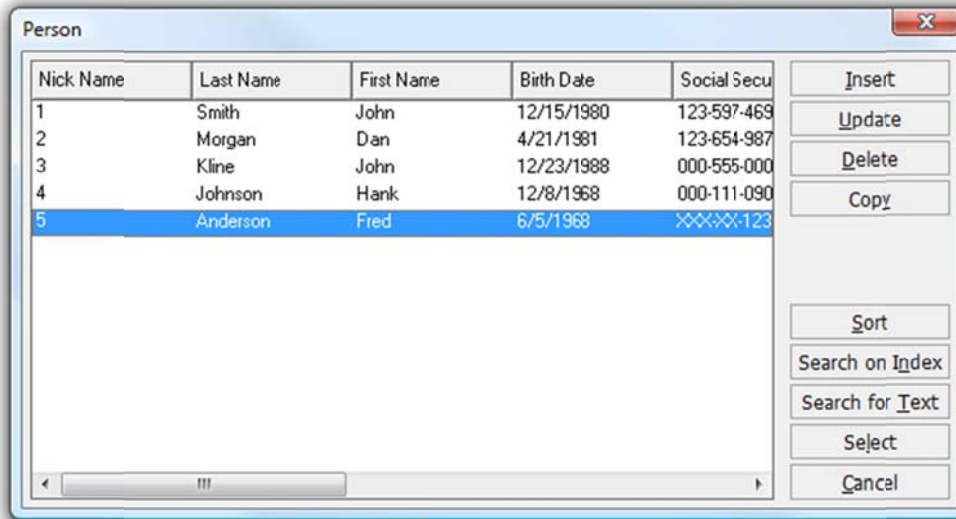 Person
Nick Name Last Name First Name Birth Date Social Secu
1 Smith John 12/15/1980 123-597-469
2 Morgan Dan 4/21/1981 123-654-987
3 Kline John 12/23/1988 000-555-000
4 Johnson Hank 12/8/1968 000-111-090
5 Anderson Fred 6/5/1968 XXX-XX-123
Insert
Update
Delete
Copy
Sort
Search on Index
Search for Text
Select
Cancel